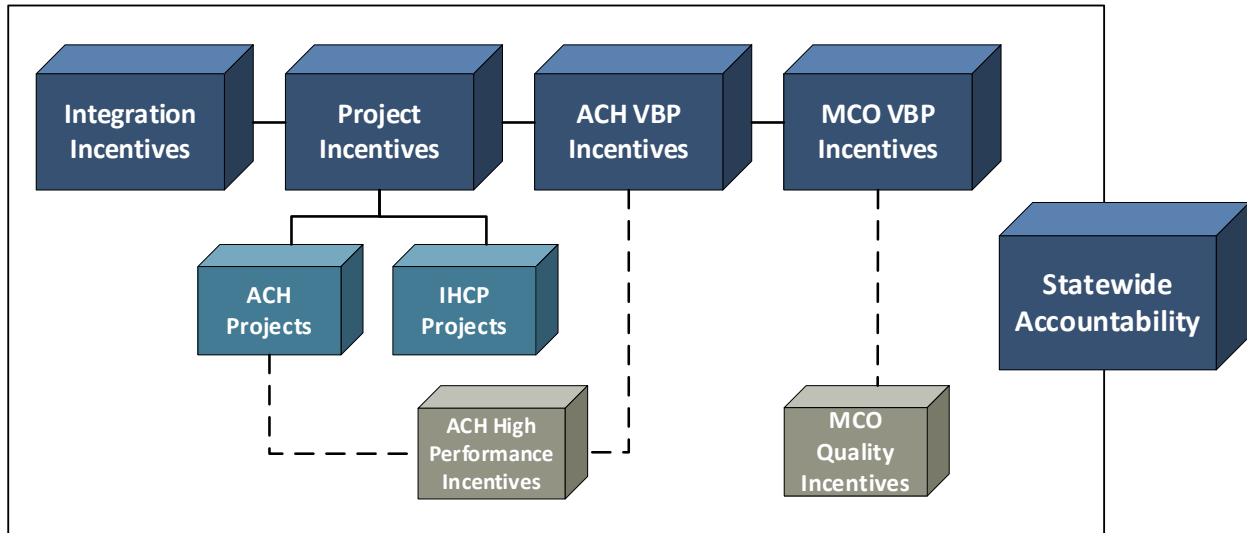 Integration
Incentives
Project
Incentives
ACH VBP
Incentives
MCO VBP
Incentives
Statewide
Accountability
ACH
Projects
IHCP
Projects
ACH High
Performance
Incentives
MCO
Quality
Incentives